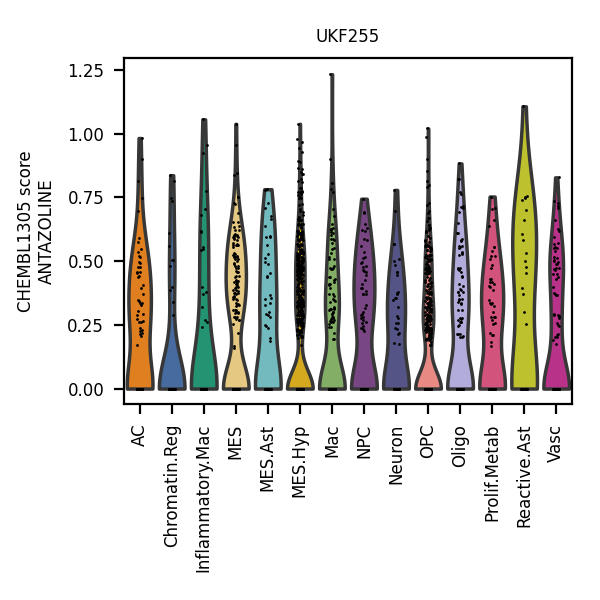 UKF255
CHEMBL1305 score
ANTAZOLINE
1.25
1.00
0.75
0.50
0.25
0.00
AC
Chromatin.Reg
Inflammatory.Mac
MES
MES.Ast
MES.Hyp
Mac
NPC
Neuron
OPC
Oligo
Prolif.Metab
Reactive.Ast
Vasc